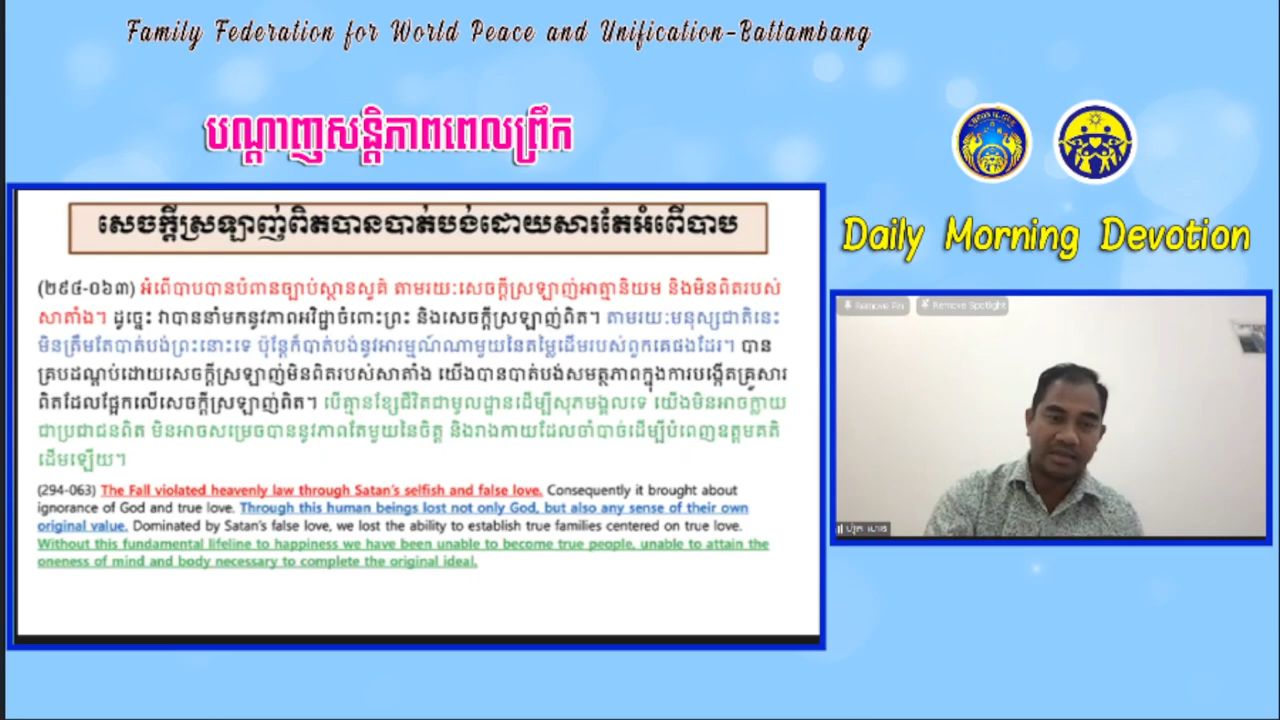 Family Federation for World Peace and Unification-Battambang
បណ្តាញសន្តិភាពពេលព្រឹក
Daily Morning Devotion
សេចក្តីស្រឡាញ់ពិតបានបាត់បង់ដោយសារតែអំពើបាប
(២៩៤-០៦៣) អំពើបាបបានបំពានច្បាប់ស្ថានសួគ៌ តាមរយៈសេចក្តីស្រឡាញ់អាត្មានិយម និងមិនពិតរបស់
សាតាំង។ ដូច្នេះ វាបាននាំមកនូវភាពអវិជ្ជាចំពោះព្រះ និងសេចក្តីស្រឡាញ់ពិត។ តាមរយៈមនុស្សជាតិនេះ
មិនត្រឹមតែបាត់បង់ព្រះនោះទេ ប៉ុន្តែក៏បាត់បង់នូវអារម្មណ៍ណាមួយនៃតម្លៃដើមរបស់ពួកគេផងដែរ។ បាន
គ្របដណ្តប់ដោយសេចក្តីស្រឡាញ់មិនពិតរបស់សាតាំង យើងបានបាត់បង់សមត្ថភាពក្នុងការបង្កើតគ្រួសារ
ពិតដែលផ្អែកលើសេចក្តីស្រឡាញ់ពិត។ បើគ្មានខ្សែជីវិតជាមូលដ្ឋានដើម្បីសុភមង្គលទេ យើងមិនអាចក្លាយ
ជាប្រជាជនពិត មិនអាចសម្រេចបាននូវភាពតែមួយនៃចិត្ត និងរាងកាយដែលចាំបាច់ដើម្បីបំពេញឧត្តមគតិ
ដើមឡើយ។
(294-063) The Fall violated heavenly law through Satan's selfish and false love. Consequently it brought about
ignorance of God and true love. Through this human beings lost not only God, but also any sense of their own
original value. Dominated by Satan's false love, we lost the ability to establish true families centered on true love.
Without this fundamental lifeline to happiness we have been unable to become true people, unable to attain the
oneness of mind and body necessary to complete the original ideal.
Remove Pin
Remove Spotlight